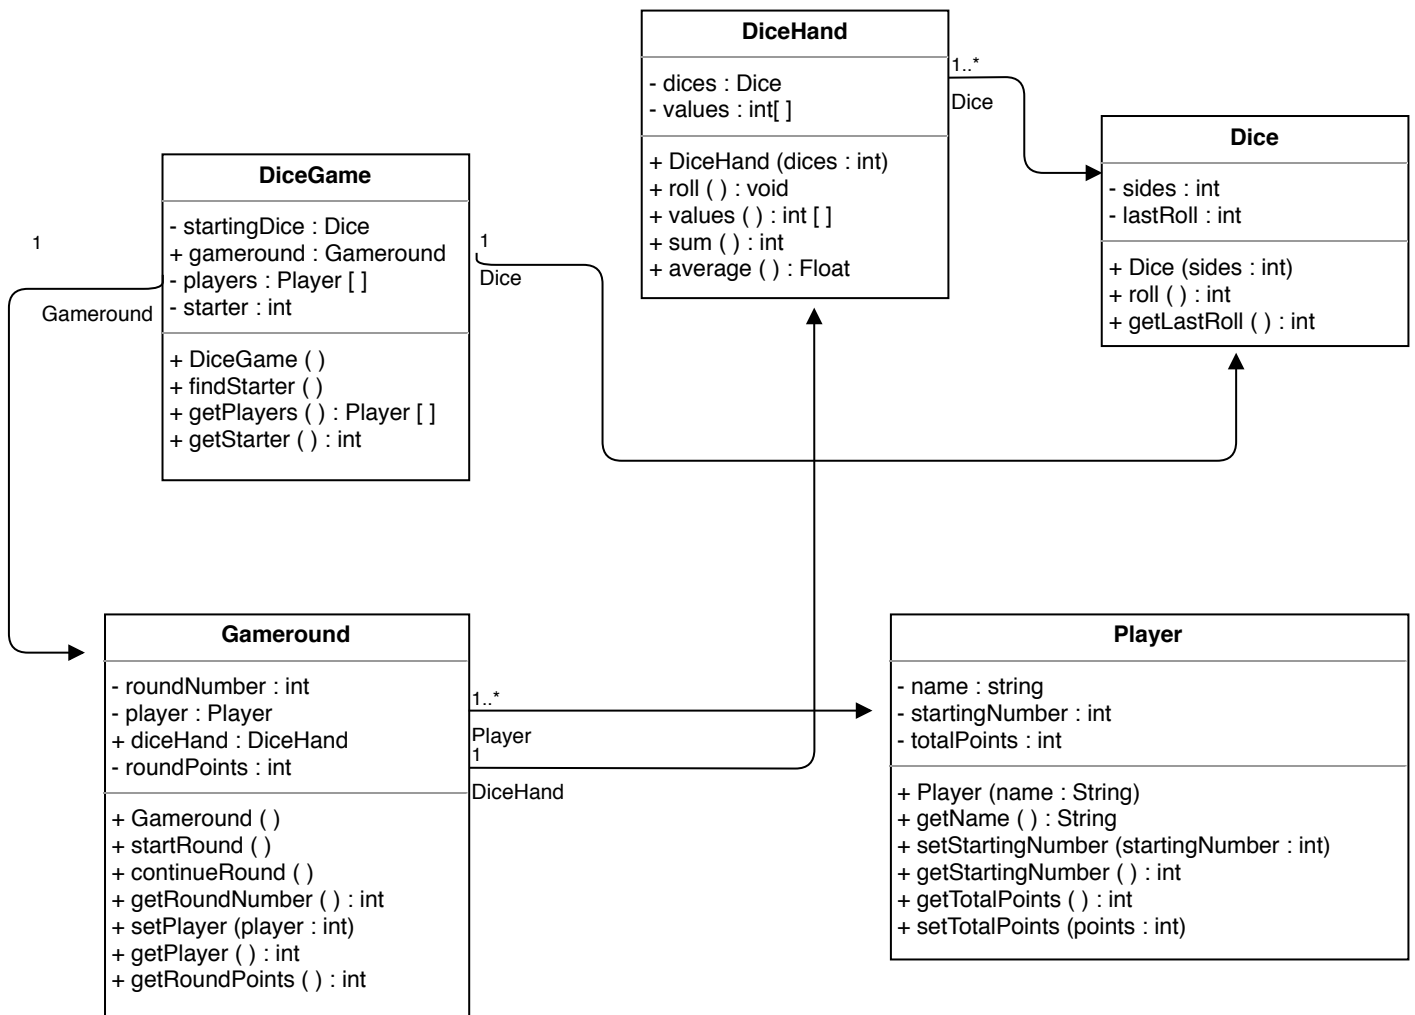 DiceHand
- dices : Dice
- values : int[ ]
+ DiceHand (dices : int)
+ roll ( ) : void
+ values ( ) : int [ ]
+ sum ( ) : int
+ average ( ) : Float
1..*
Dice
Dice
- sides : int
- lastRoll : int
+ Dice (sides : int)
+ roll ( ) : int
+ getLastRoll ( ) : int
DiceGame
- startingDice : Dice
+ gameround : Gameround
- players : Player [ ]
- starter : int
+ DiceGame ( )
+ findStarter ( )
+ getPlayers ( ) : Player [ ]
+ getStarter ( ) : int
1
Gameround
1
Dice
Gameround
- roundNumber : int
- player : Player
+ diceHand : DiceHand
- roundPoints : int
+ Gameround ( )
+ startRound ( )
+ continueRound ( )
+ getRoundNumber ( ) : int
+ setPlayer (player : int)
+ getPlayer ( ) : int
+ getRoundPoints ( ) : int
1..*
Player
1
DiceHand
Player
- name : string
- startingNumber : int
- totalPoints : int
+ Player (name : String)
+ getName ( ) : String
+ setStartingNumber (startingNumber : int)
+ getStartingNumber ( ) : int
+ getTotalPoints ( ) : int
+ setTotalPoints (points : int)